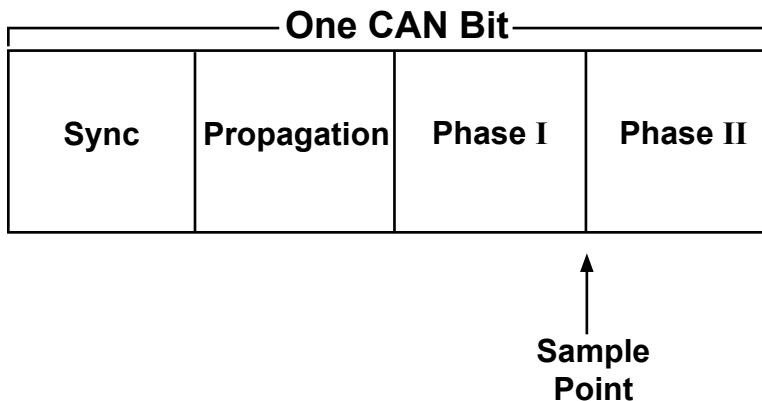 One CAN Bit
Sync
Propagation
Phase I
Phase II
Sample
Point